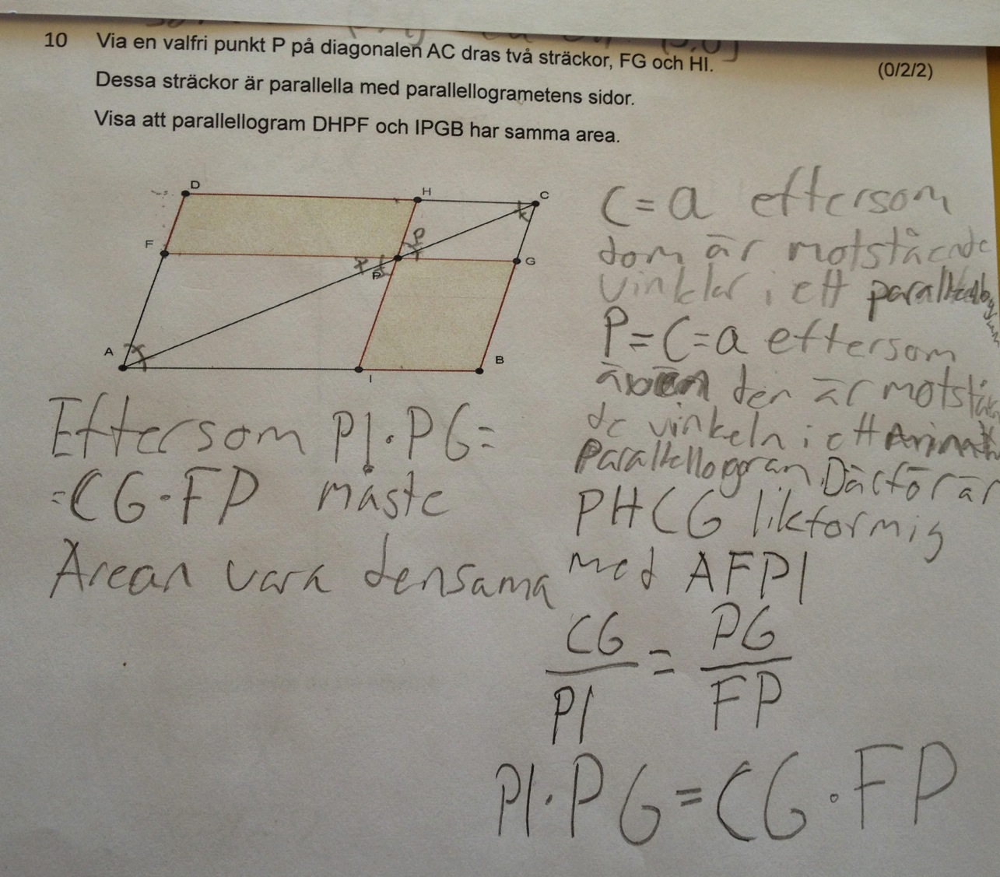 10 Via en valfri punkt P på diagonalen AC dras två sträckor, FG och HI.
(0/2/2)
Dessa sträckor är parallella med parallellogrametens sidor.
Visa att parallellogram DHPF och IPGB har samma area.
D
H
C
F
P
G
P
A
B
I
C = a eftersom
dom är motstående
vinklar i ett
P = C = a eftersom
även den är motstån
de vinkeln i ett
Parallellogram. Därför är
PHCG likformig
med AFPI
CG/PI = PG/FP
PI · PG = CG · FP
Eftersom PI · PG =
= CG · FP måste
Arean vara densamma